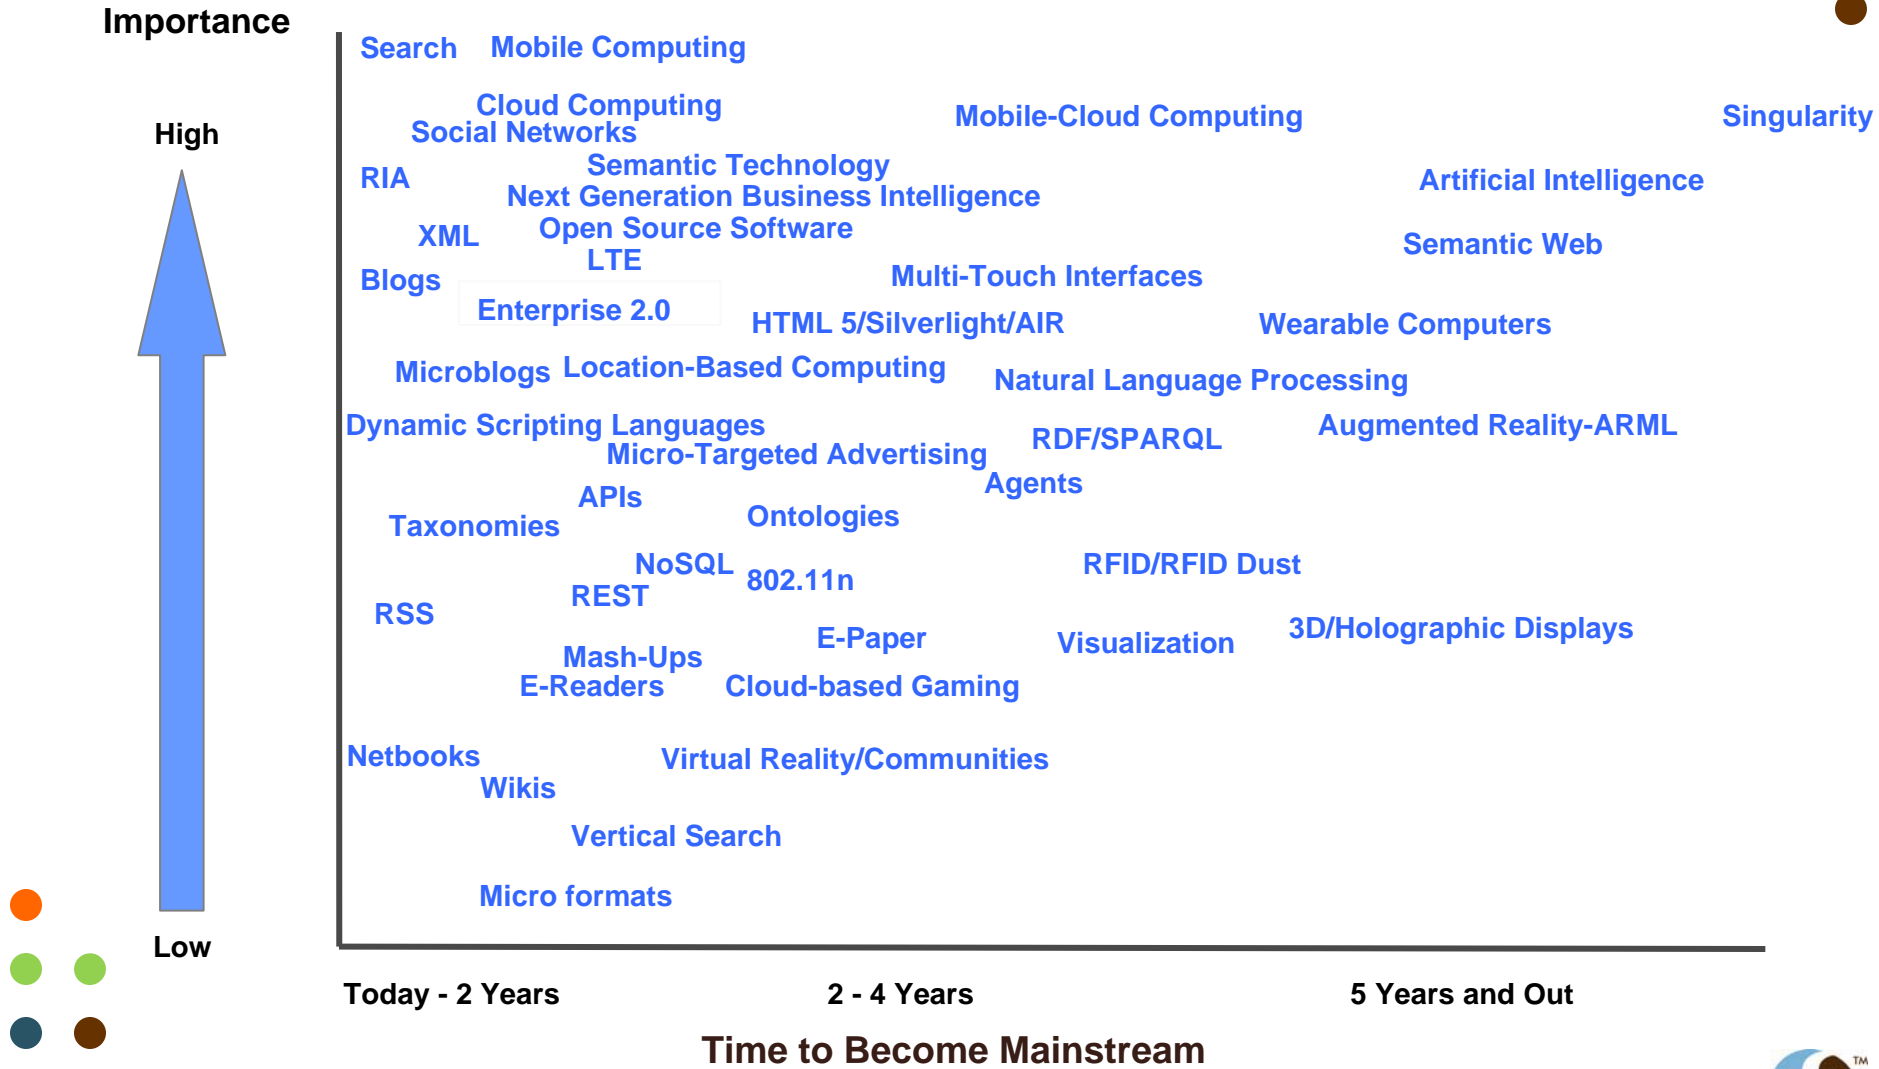 Importance
Search
Mobile Computing
Cloud Computing
Mobile-Cloud Computing
Singularity
High
Social Networks
Semantic Technology
RIA
Artificial Intelligence
Next Generation Business Intelligence
Open Source Software
XML
Semantic Web
LTE
Blogs
Multi-Touch Interfaces
Enterprise 2.0
HTML 5/Silverlight/AIR
Wearable Computers
Microblogs
Location-Based Computing
Natural Language Processing
Dynamic Scripting Languages
Augmented Reality-ARML
RDF/SPARQL
Micro-Targeted Advertising
Agents
APIs
Ontologies
Taxonomies
NoSQL
RFID/RFID Dust
802.11n
REST
RSS
3D/Holographic Displays
E-Paper
Visualization
Mash-Ups
E-Readers
Cloud-based Gaming
Netbooks
Virtual Reality/Communities
Wikis
Vertical Search
Micro formats
Low
Today - 2 Years
2 - 4 Years
5 Years and Out
Time to Become Mainstream
TM